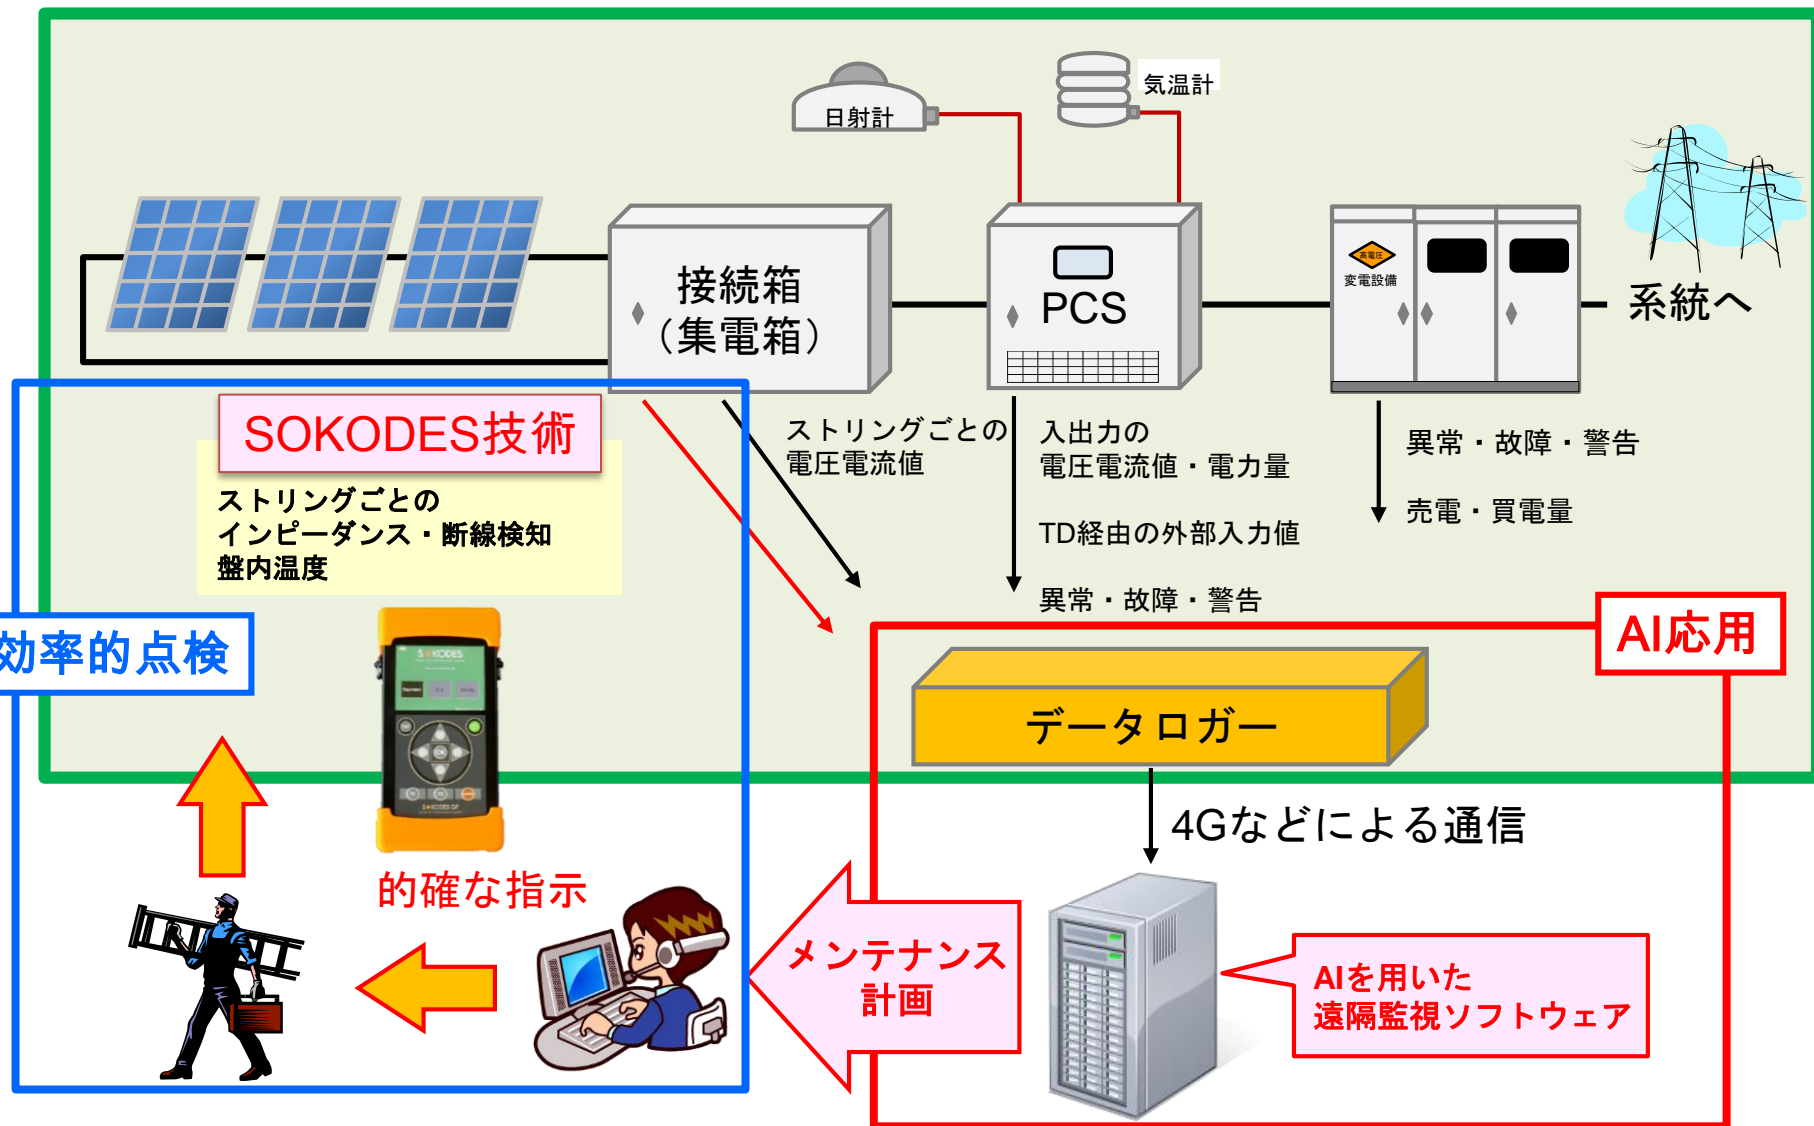 日射計
気温計
高電圧
変電設備
接続箱
（集電箱）
PCS
系統へ
SOKODES技術
ストリングごとの
インピーダンス・断線検知
盤内温度
ストリングごとの
電圧電流値
入出力の
電圧電流値・電力量
TD経由の外部入力値
異常・故障・警告
異常・故障・警告
売電・買電量
効率的点検
AI応用
SOKODES
データロガー
4Gなどによる通信
SOKODES GF
的確な指示
メンテナンス
計画
AIを用いた
遠隔監視ソフトウェア